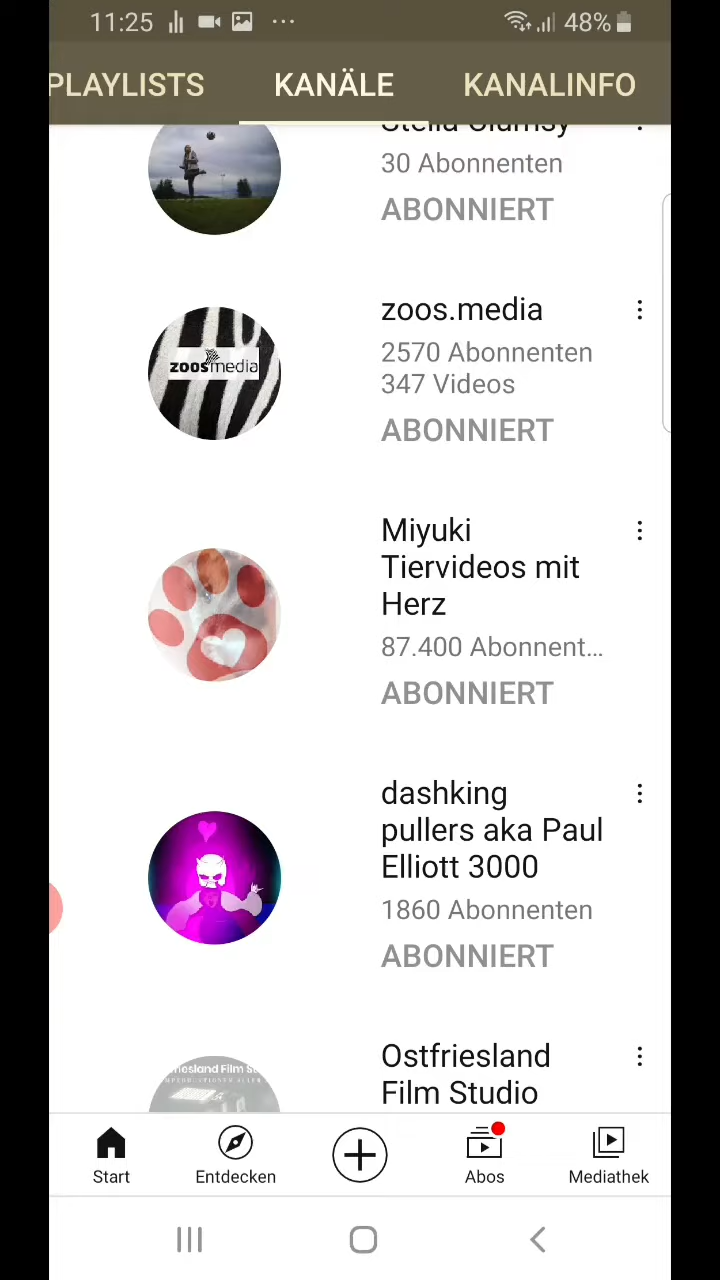 11:25 48%
PLAYLISTS KANÄLE KANALINFO
Stella Clumsy
30 Abonnenten
ABONNIERT
zoosmedia
zoos.media
2570 Abonnenten
347 Videos
ABONNIERT
Miyuki
Tiervideos mit
Herz
87.400 Abonnent...
ABONNIERT
dashking
pullers aka Paul
Elliott 3000
1860 Abonnenten
ABONNIERT
Ostfriesland
Film Studio
Start Entdecken Abos Mediathek